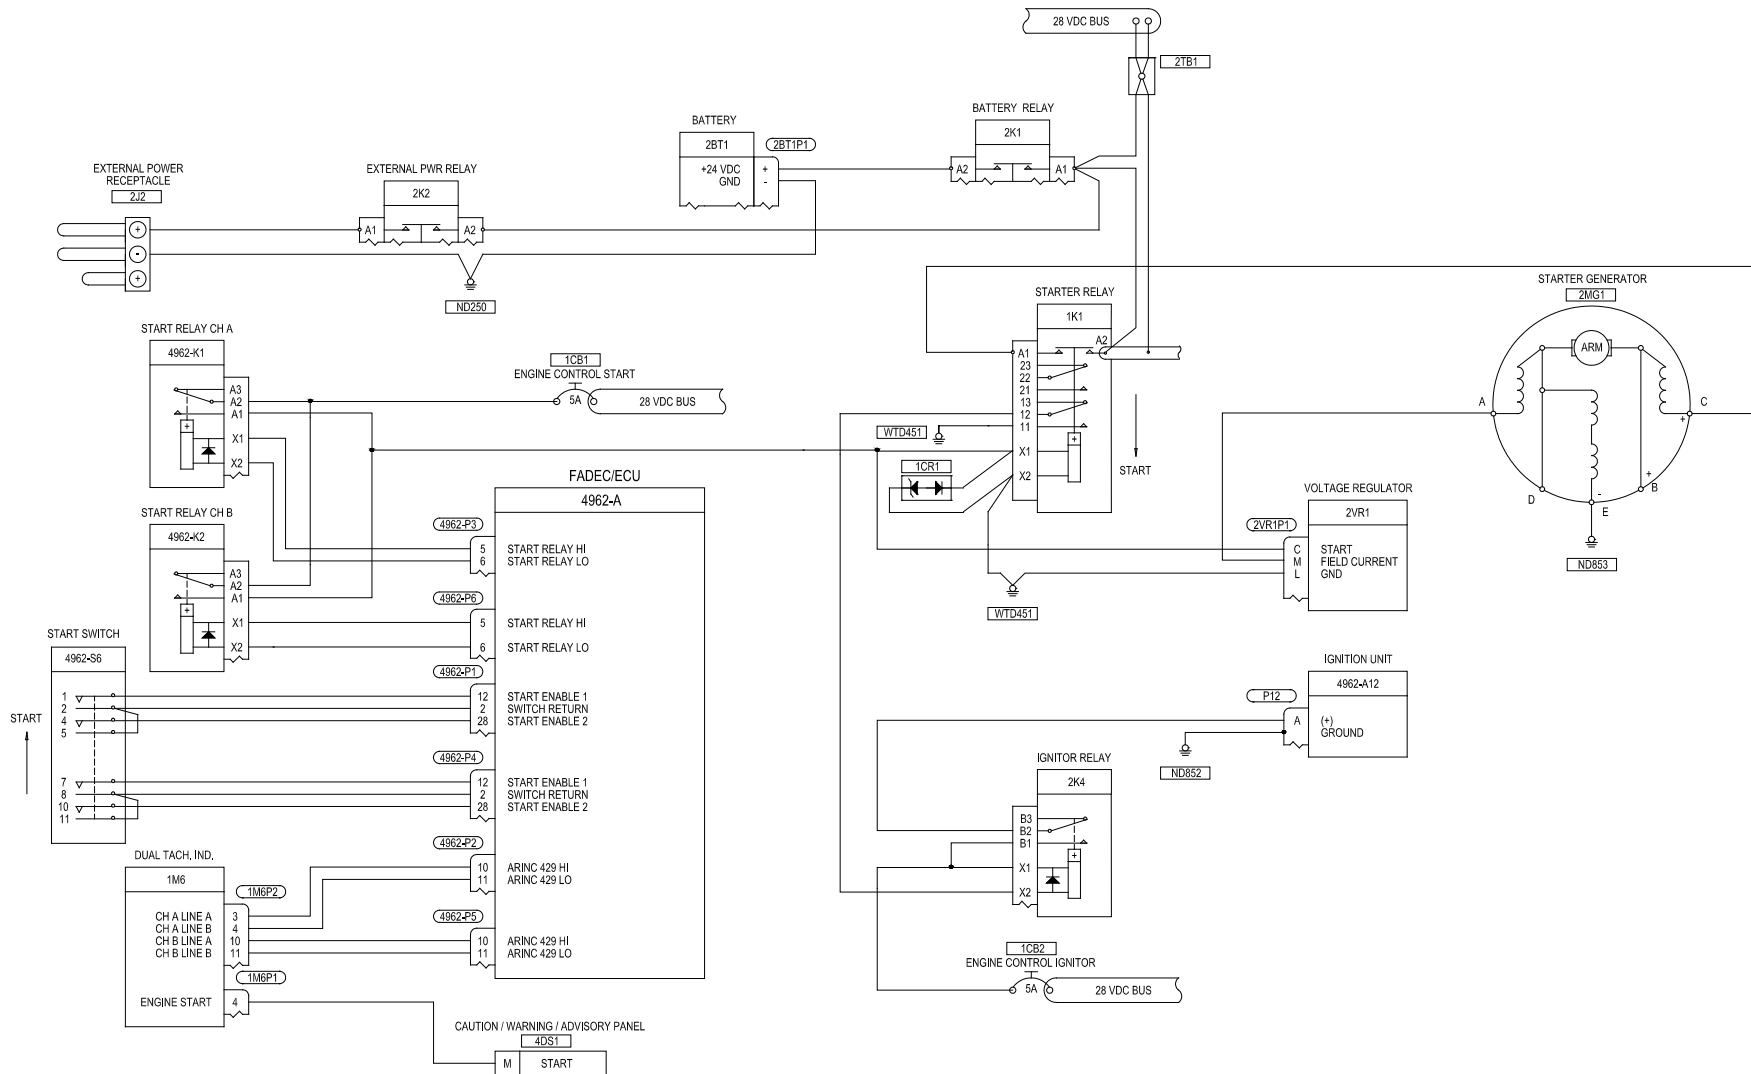 28 VDC BUS
2TB1
BATTERY RELAY
2K1
A2
A1
BATTERY
2BT1
2BT1P1
+24 VDC
+
GND
-
EXTERNAL POWER
RECEPTACLE
2J2
+
-
+
EXTERNAL PWR RELAY
2K2
A1
A2
ND250
STARTER RELAY
1K1
A2
A1
23
22
21
13
12
11
X1
X2
+
START
WTD451
1CR1
STARTER GENERATOR
2MG1
ARM
A
C
+
D
E
-
B
+
ND853
START RELAY CH A
4962-K1
A3
A2
A1
X1
X2
+
1CB1
ENGINE CONTROL START
5A
28 VDC BUS
START RELAY CH B
4962-K2
A3
A2
A1
X1
X2
+
FADEC/ECU
4962-A
4962-P3
5 START RELAY HI
6 START RELAY LO
4962-P6
5 START RELAY HI
6 START RELAY LO
4962-P1
12 START ENABLE 1
2 SWITCH RETURN
28 START ENABLE 2
4962-P4
12 START ENABLE 1
2 SWITCH RETURN
28 START ENABLE 2
4962-P2
10 ARINC 429 HI
11 ARINC 429 LO
4962-P5
10 ARINC 429 HI
11 ARINC 429 LO
VOLTAGE REGULATOR
2VR1
2VR1P1
C START
M FIELD CURRENT
L GND
WTD451
START SWITCH
4962-S6
START
1
2
4
5
7
8
10
11
IGNITION UNIT
4962-A12
P12
A (+)
GROUND
ND852
IGNITOR RELAY
2K4
B3
B2
B1
X1
X2
+
1CB2
ENGINE CONTROL IGNITOR
5A
28 VDC BUS
DUAL TACH. IND.
1M6
1M6P2
CH A LINE A 3
CH A LINE B 4
CH B LINE A 10
CH B LINE B 11
1M6P1
ENGINE START 4
CAUTION / WARNING / ADVISORY PANEL
4DS1
M START